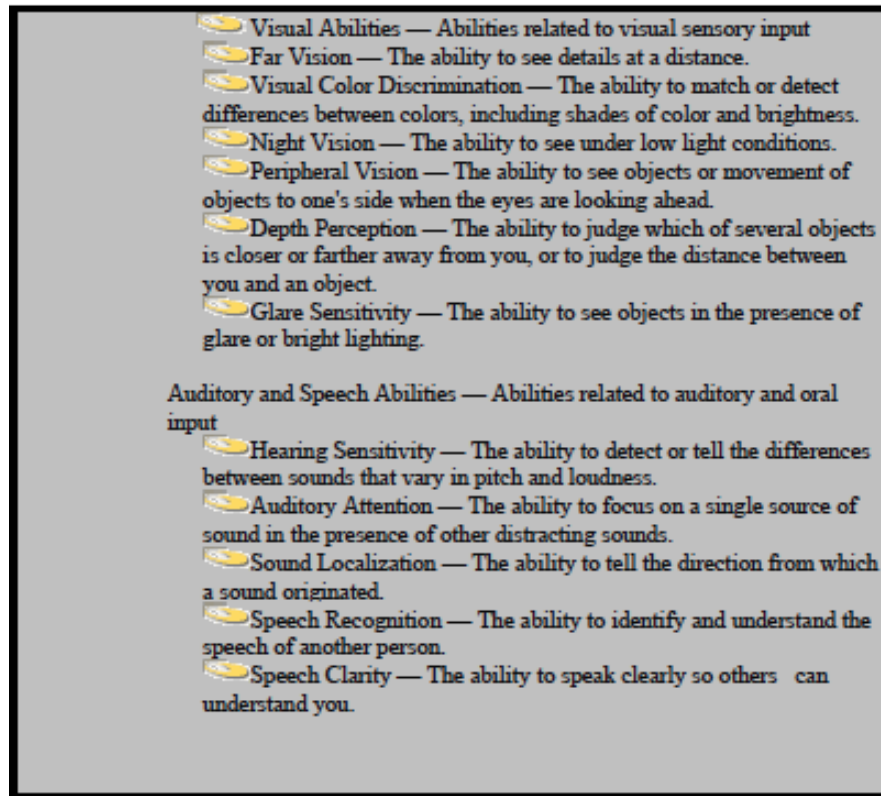 Visual Abilities — Abilities related to visual sensory input
Far Vision — The ability to see details at a distance.
Visual Color Discrimination — The ability to match or detect
differences between colors, including shades of color and brightness.
Night Vision — The ability to see under low light conditions.
Peripheral Vision — The ability to see objects or movement of
objects to one's side when the eyes are looking ahead.
Depth Perception — The ability to judge which of several objects
is closer or farther away from you, or to judge the distance between
you and an object.
Glare Sensitivity — The ability to see objects in the presence of
glare or bright lighting.
Auditory and Speech Abilities — Abilities related to auditory and oral
input
Hearing Sensitivity — The ability to detect or tell the differences
between sounds that vary in pitch and loudness.
Auditory Attention — The ability to focus on a single source of
sound in the presence of other distracting sounds.
Sound Localization — The ability to tell the direction from which
a sound originated.
Speech Recognition — The ability to identify and understand the
speech of another person.
Speech Clarity — The ability to speak clearly so others can
understand you.